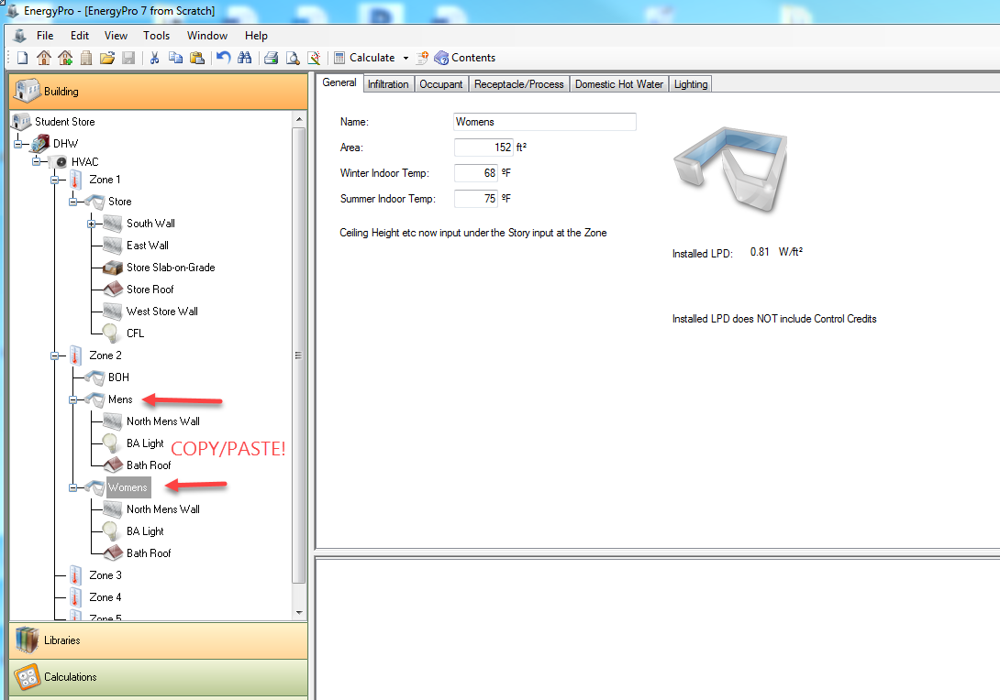 EnergyPro - [EnergyPro 7 from Scratch]
File Edit View Tools Window Help
Calculate Contents
Building
Student Store
DHW
HVAC
Zone 1
Store
South Wall
East Wall
Store Slab-on-Grade
Store Roof
West Store Wall
CFL
Zone 2
BOH
Mens
North Mens Wall
BA Light
COPY/PASTE!
Bath Roof
Womens
North Mens Wall
BA Light
Bath Roof
Zone 3
Zone 4
Zone 5
Libraries
Calculations
General Infiltration Occupant Receptacle/Process Domestic Hot Water Lighting
Name: Womens
Area: 152 ft²
Winter Indoor Temp: 68 ºF
Summer Indoor Temp: 75 ºF
Ceiling Height etc now input under the Story input at the Zone
Installed LPD: 0.81 W/ft²
Installed LPD does NOT include Control Credits